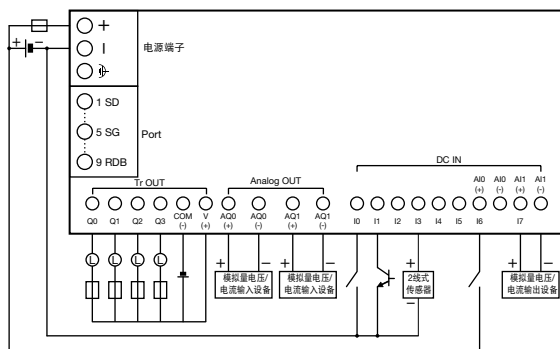 +
电源端子
1 SD
5 SG
Port
9 RDB
+ −
Tr OUT
Analog OUT
DC IN
AI0 AI0 AI1 AI1
(+) (-) (+) (-)
Q0 Q1 Q2 Q3 COM V AQ0 AQ0 AQ1 AQ1 I0 I1 I2 I3 I4 I5 I6 I7
(-) (+) (+) (-) (+) (-)
L L L L
+ − + − + + −
模拟量电压/ 模拟量电压/ 2线式 模拟量电压/
电流输入设备 电流输入设备 传感器 电流输出设备
−